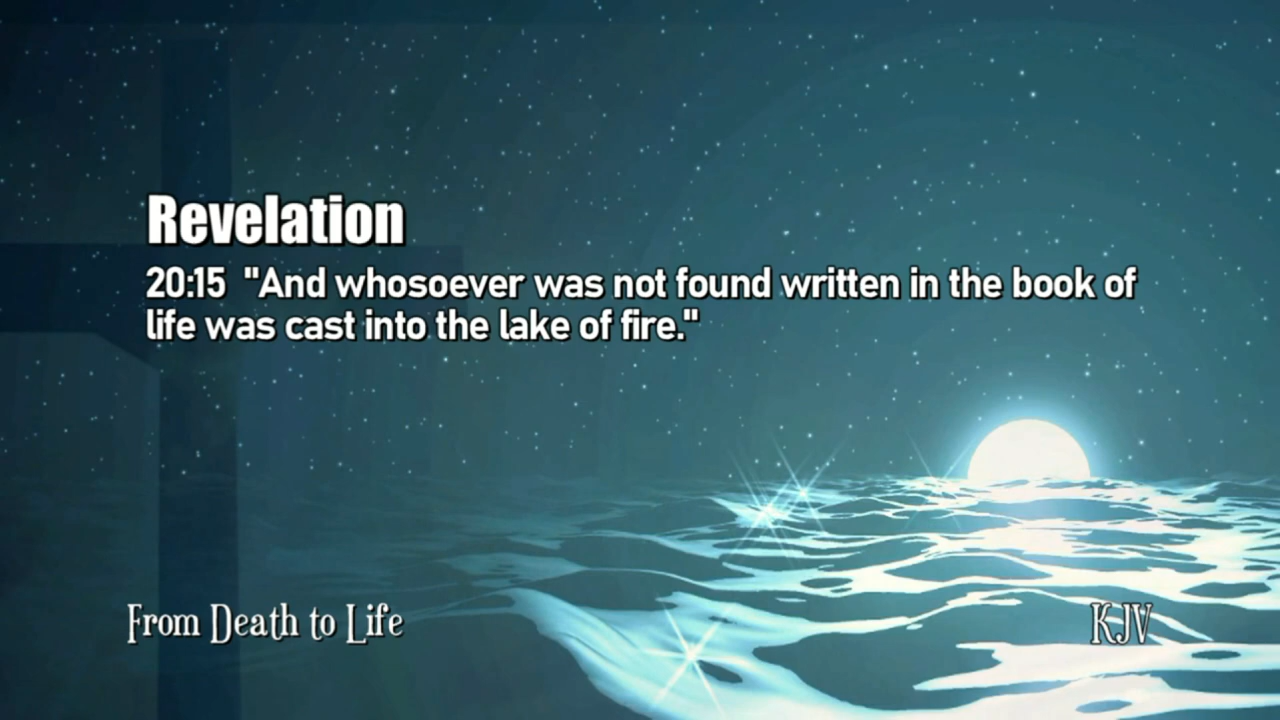 Revelation
20:15  "And whosoever was not found written in the book of
life was cast into the lake of fire."
From Death to Life
KJV